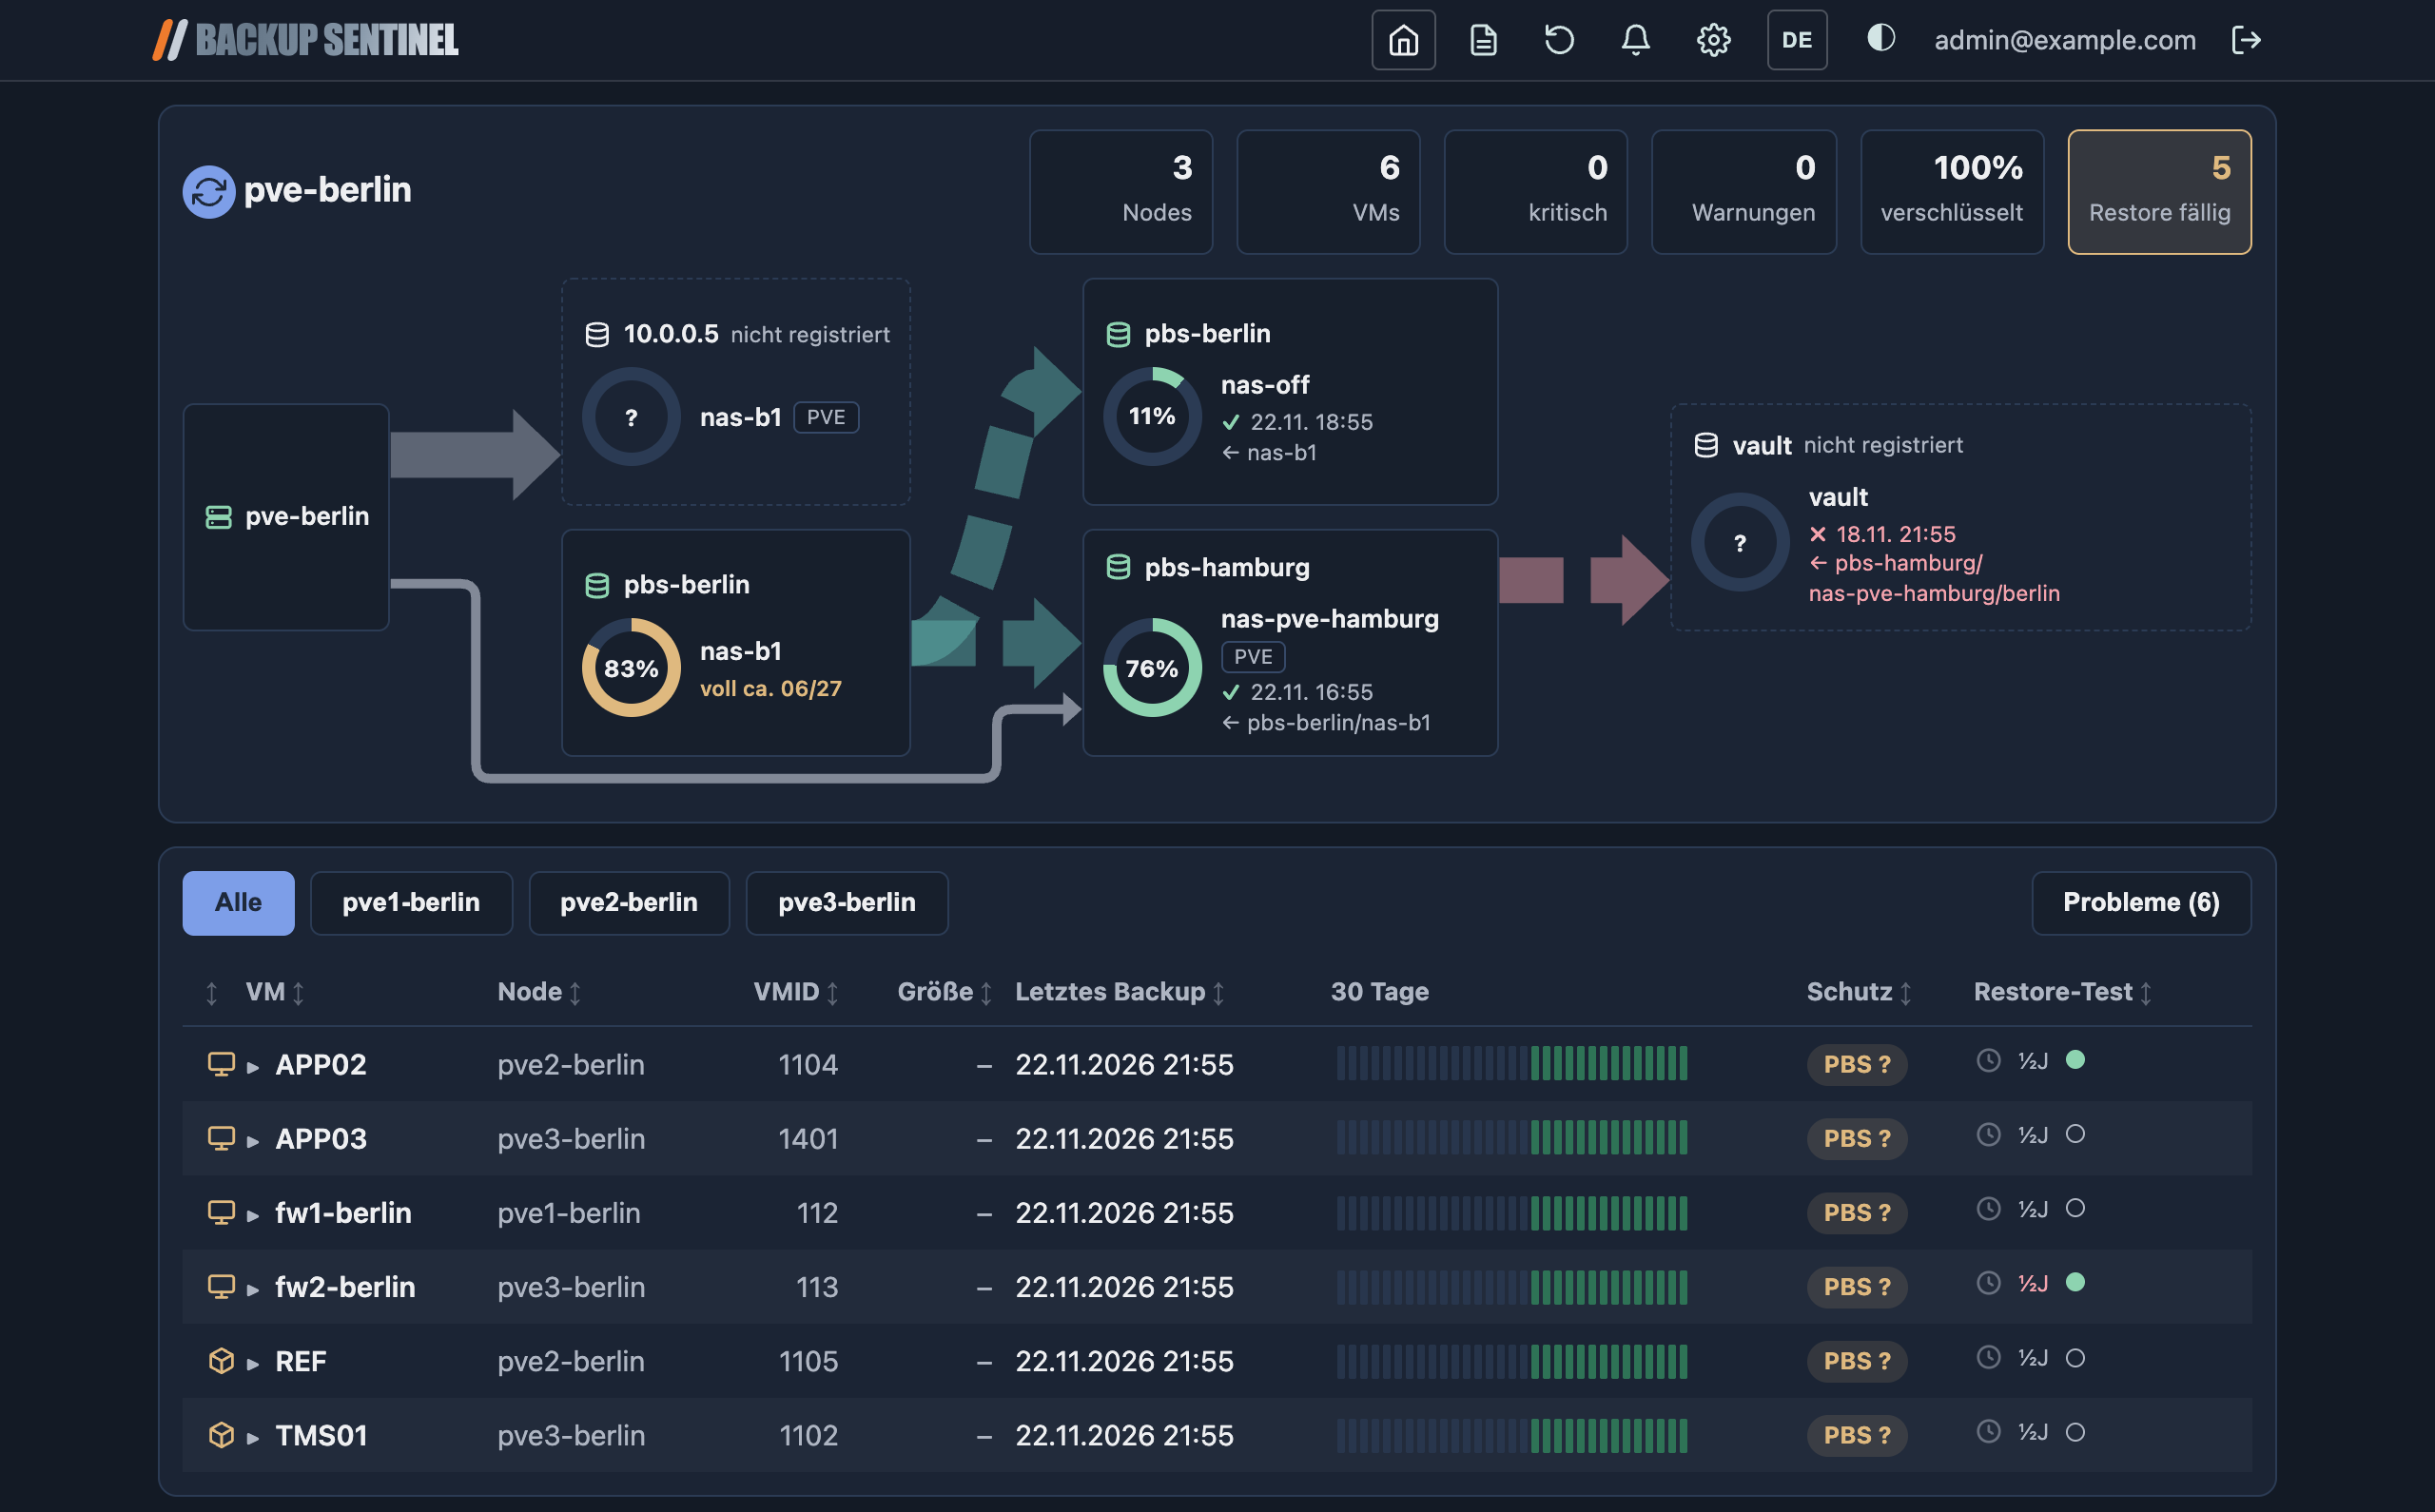 BACKUP SENTINEL
DE
admin@example.com
pve-berlin
3
Nodes
6
VMs
0
kritisch
0
Warnungen
100%
verschlüsselt
5
Restore fällig
pve-berlin
10.0.0.5 nicht registriert
?
nas-b1 PVE
pbs-berlin
83%
nas-b1
voll ca. 06/27
pbs-berlin
11%
nas-off
✓ 22.11. 18:55
← nas-b1
pbs-hamburg
76%
nas-pve-hamburg
PVE
✓ 22.11. 16:55
← pbs-berlin/nas-b1
vault nicht registriert
?
vault
✕ 18.11. 21:55
← pbs-hamburg/
nas-pve-hamburg/berlin
Alle pve1-berlin pve2-berlin pve3-berlin Probleme (6)
↕ VM ↕ Node ↕ VMID ↕ Größe ↕ Letztes Backup ↕ 30 Tage Schutz ↕ Restore-Test ↕
▸ APP02 pve2-berlin 1104 – 22.11.2026 21:55 PBS ? ½J
▸ APP03 pve3-berlin 1401 – 22.11.2026 21:55 PBS ? ½J
▸ fw1-berlin pve1-berlin 112 – 22.11.2026 21:55 PBS ? ½J
▸ fw2-berlin pve3-berlin 113 – 22.11.2026 21:55 PBS ? ½J
▸ REF pve2-berlin 1105 – 22.11.2026 21:55 PBS ? ½J
▸ TMS01 pve3-berlin 1102 – 22.11.2026 21:55 PBS ? ½J